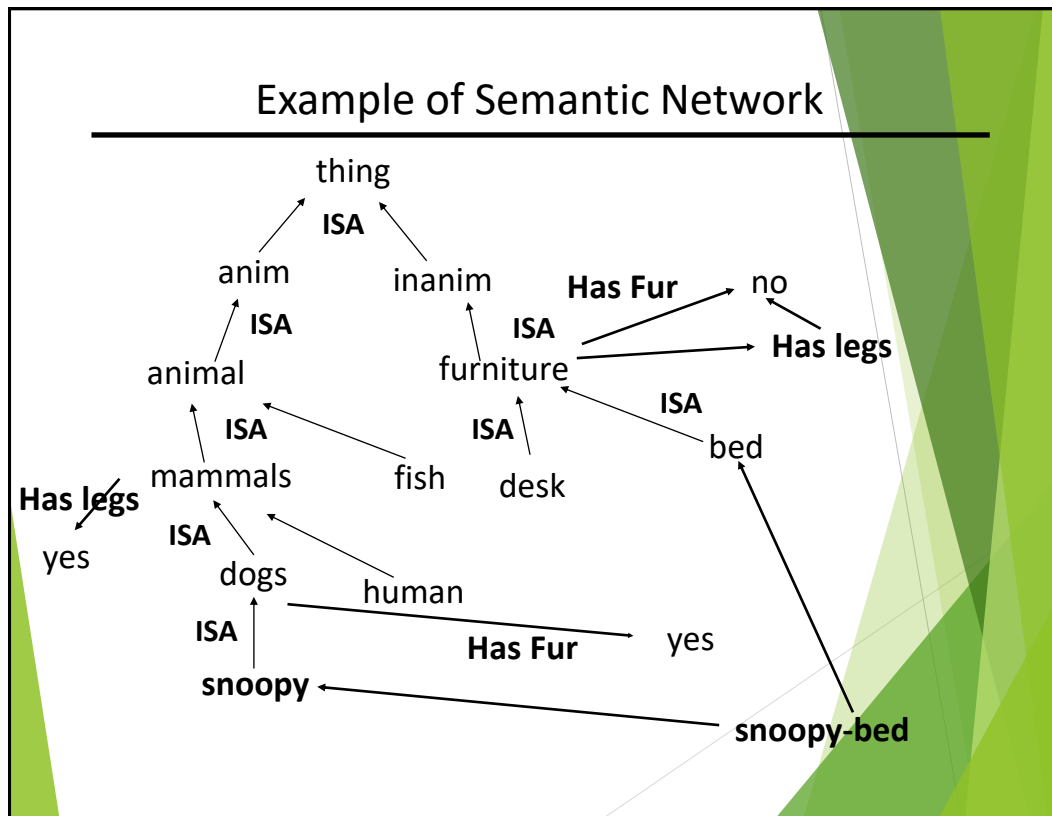 Example of Semantic Network
thing
ISA
anim
inanim
Has Fur
no
ISA
ISA
Has legs
animal
furniture
ISA
ISA
ISA
bed
mammals
fish
desk
Has legs
ISA
yes
dogs
human
ISA
Has Fur
yes
snoopy
snoopy-bed